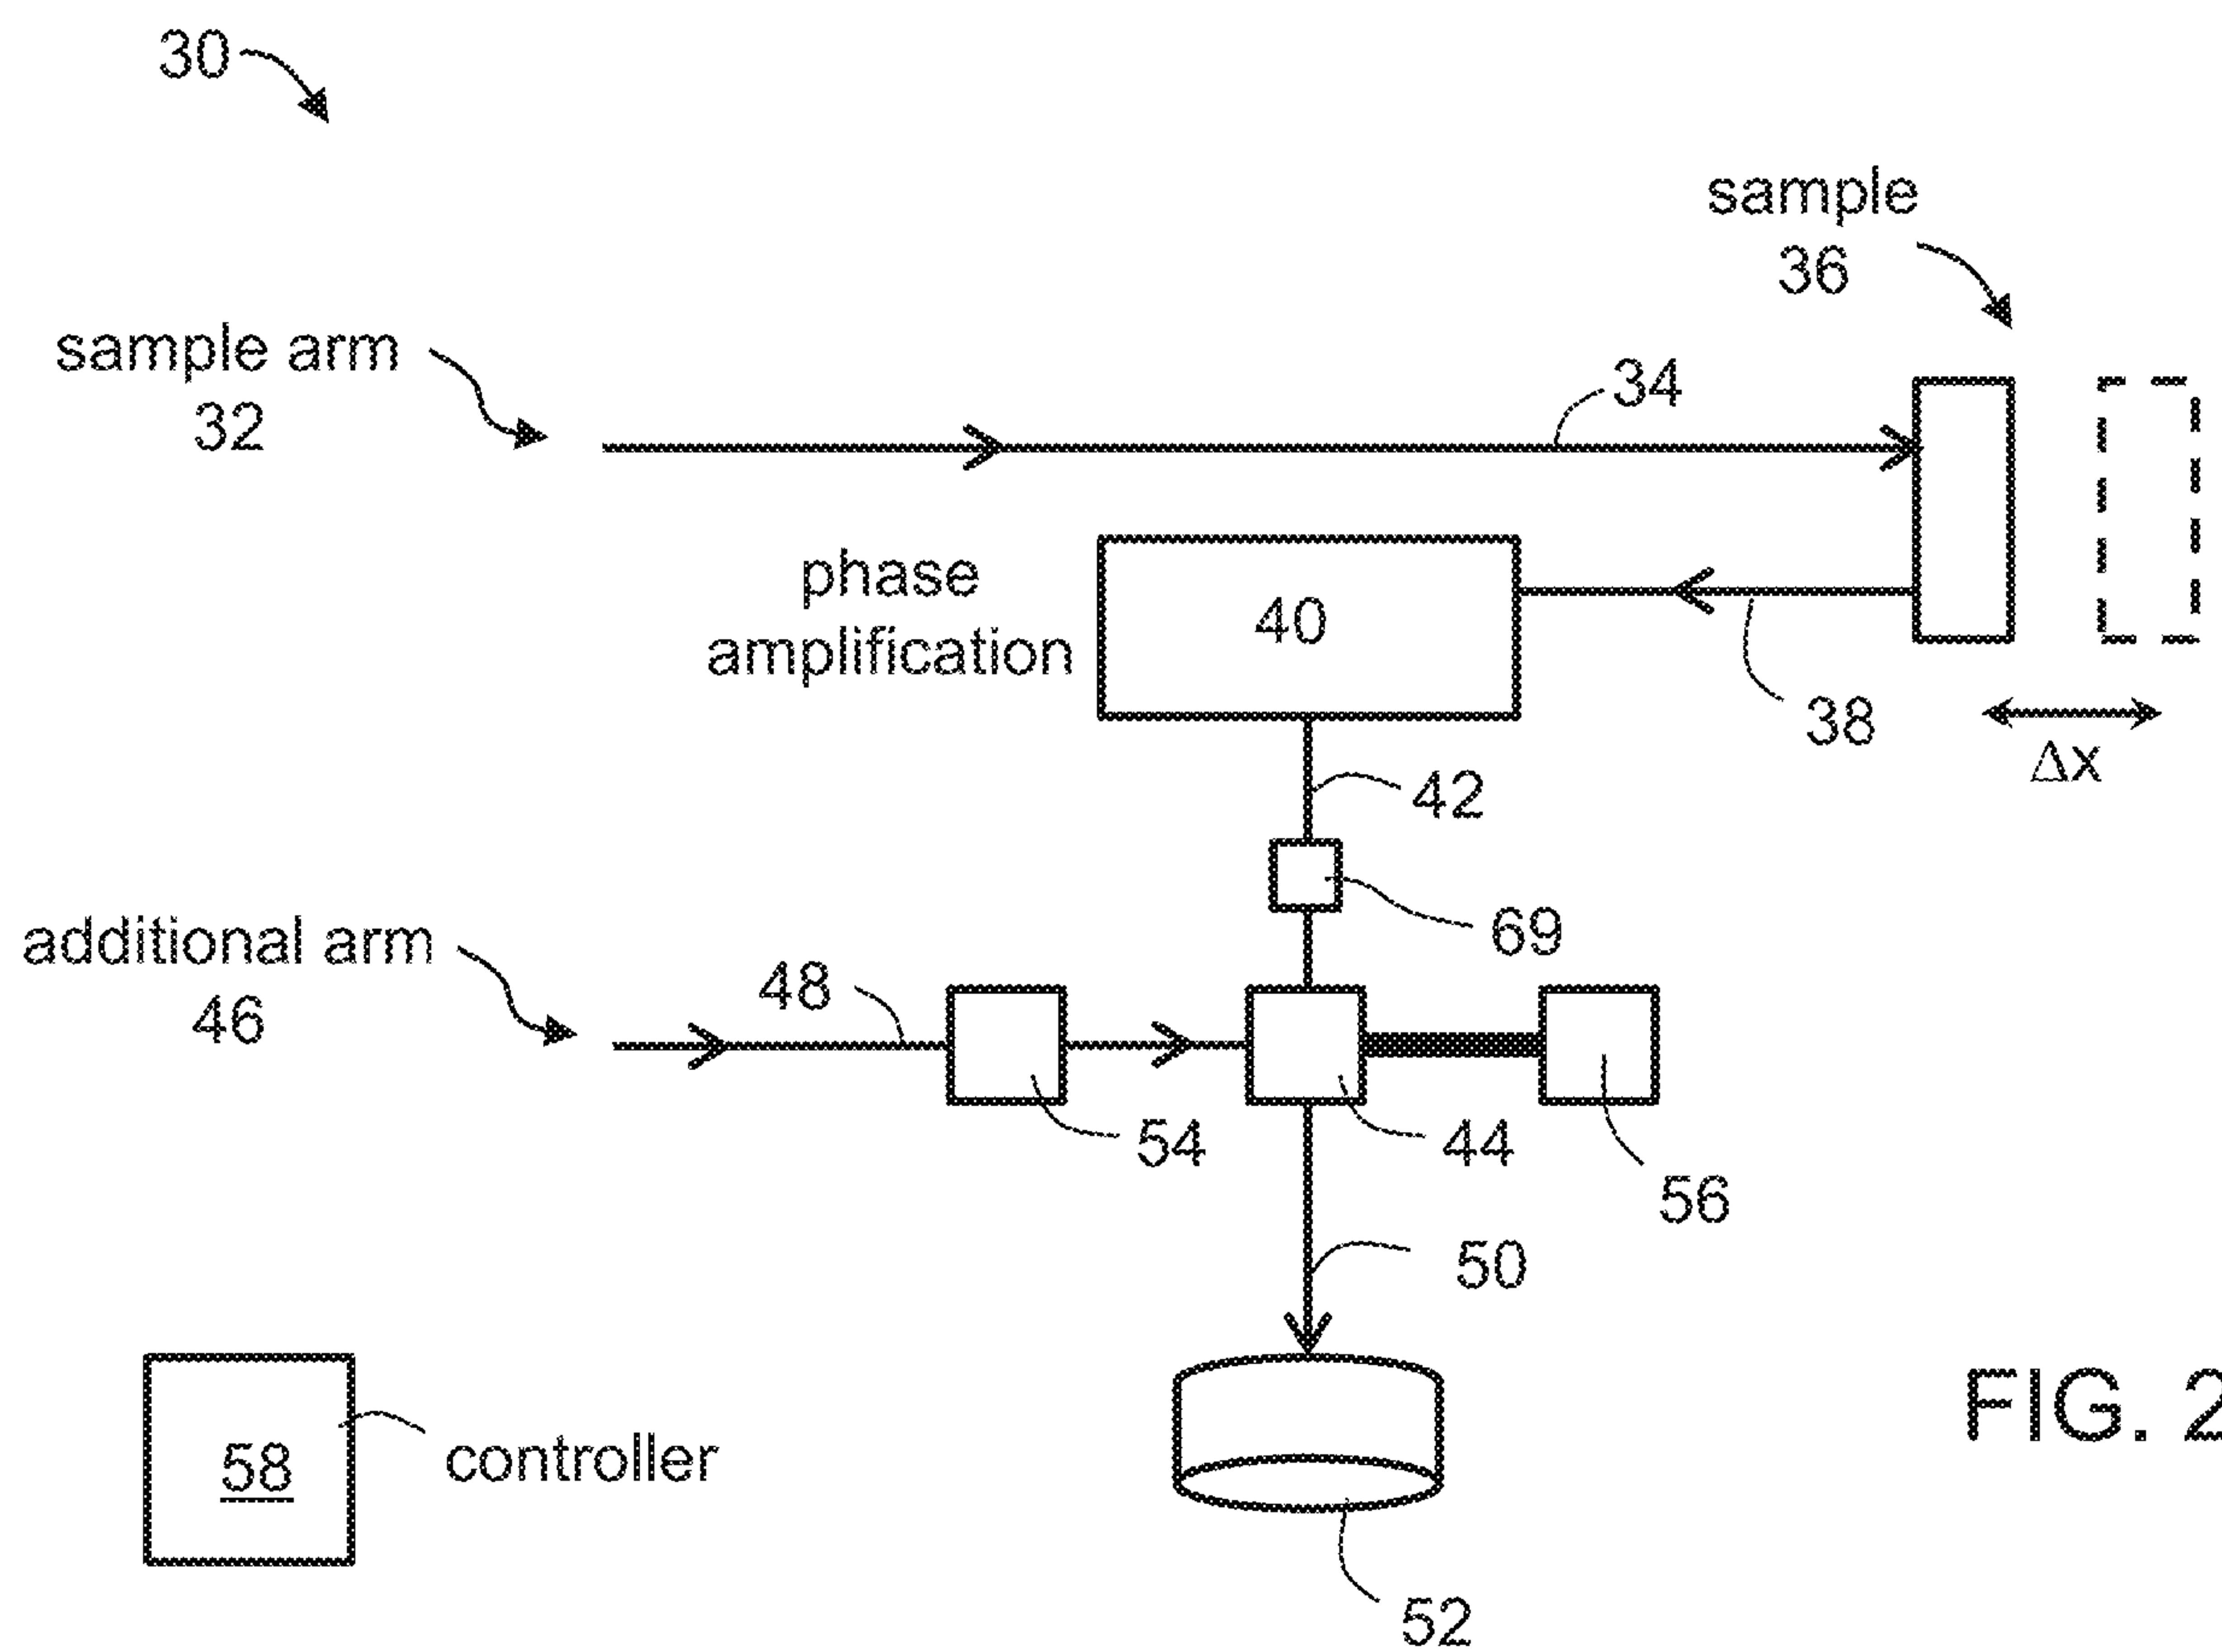 30
sample
36
sample arm
32
34
phase
amplification
40
38
Δx
42
69
additional arm
46
48
54
44
56
50
58
controller
FIG. 2
52